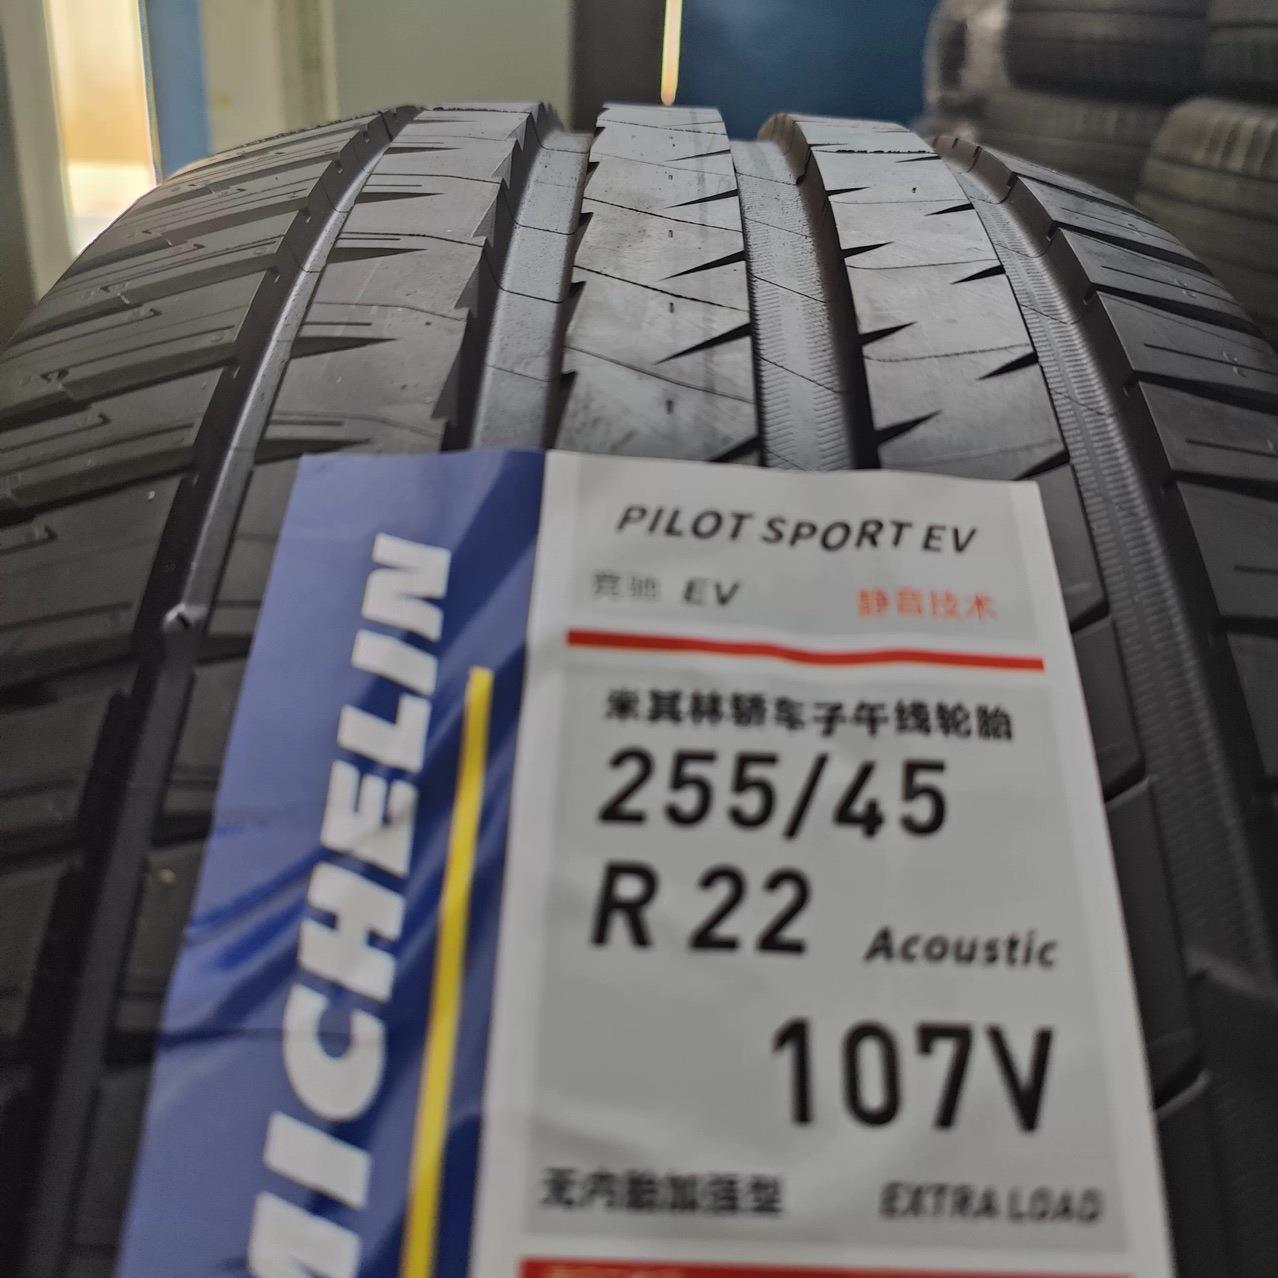 MICHELIN
PILOT SPORT EV
竞驰 EV 静音技术
米其林轿车子午线轮胎
255/45
R 22 Acoustic
107V
无内胎加强型 EXTRA LOAD